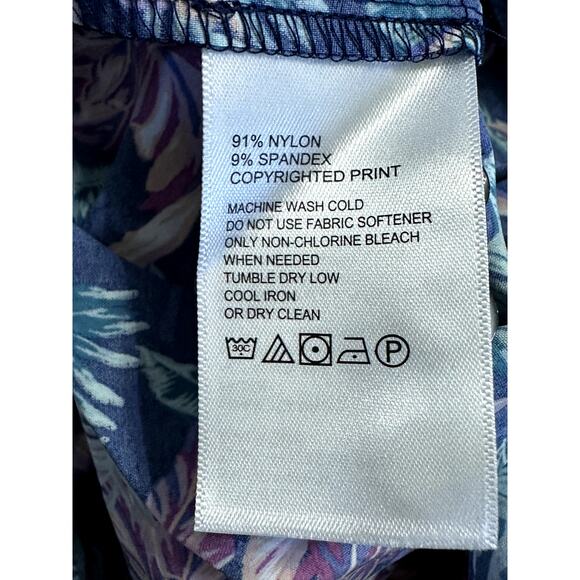 91% NYLON
9% SPANDEX
COPYRIGHTED PRINT
MACHINE WASH COLD
DO NOT USE FABRIC SOFTENER
ONLY NON-CHLORINE BLEACH
WHEN NEEDED
TUMBLE DRY LOW
COOL IRON
OR DRY CLEAN
30C P